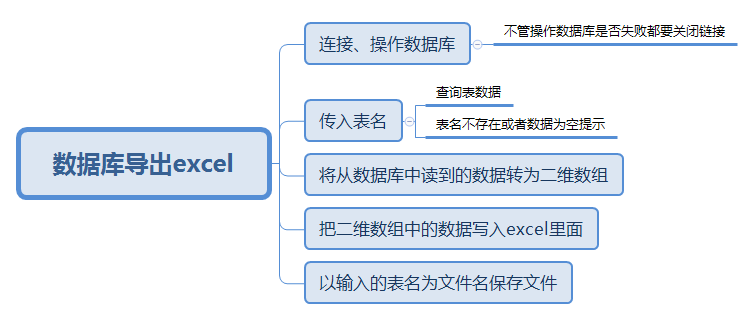 数据库导出excel
连接、操作数据库
不管操作数据库是否失败都要关闭链接
传入表名
查询表数据
表名不存在或者数据为空提示
将从数据库中读到的数据转为二维数组
把二维数组中的数据写入excel里面
以输入的表名为文件名保存文件